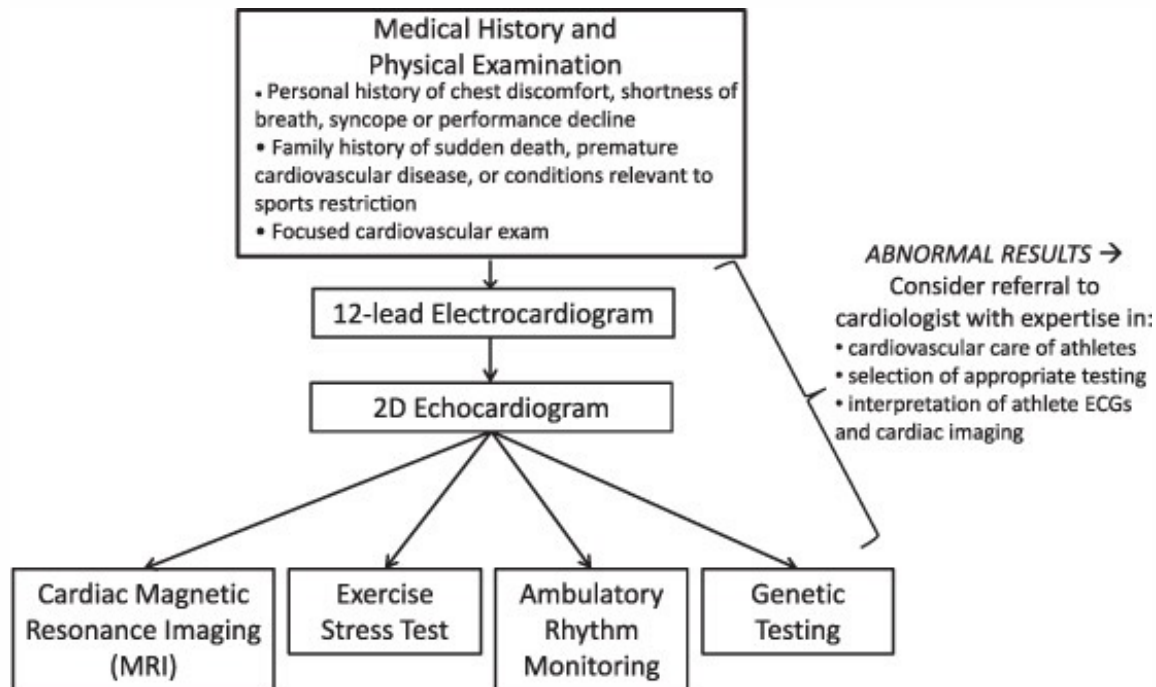 Medical History and
Physical Examination
• Personal history of chest discomfort, shortness of
breath, syncope or performance decline
• Family history of sudden death, premature
cardiovascular disease, or conditions relevant to
sports restriction
• Focused cardiovascular exam
12-lead Electrocardiogram
2D Echocardiogram
ABNORMAL RESULTS →
Consider referral to
cardiologist with expertise in:
• cardiovascular care of athletes
• selection of appropriate testing
• interpretation of athlete ECGs
and cardiac imaging
Cardiac Magnetic
Resonance Imaging
(MRI)
Exercise
Stress Test
Ambulatory
Rhythm
Monitoring
Genetic
Testing